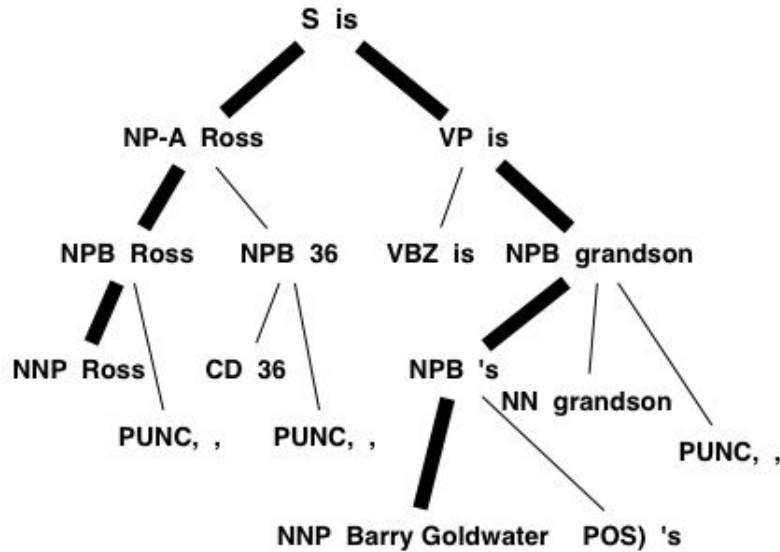 S is
NP-A Ross VP is
NPB Ross NPB 36 VBZ is NPB grandson
NNP Ross CD 36 NPB 's
NN grandson
PUNC, , PUNC, , PUNC, ,
NNP Barry Goldwater POS) 's